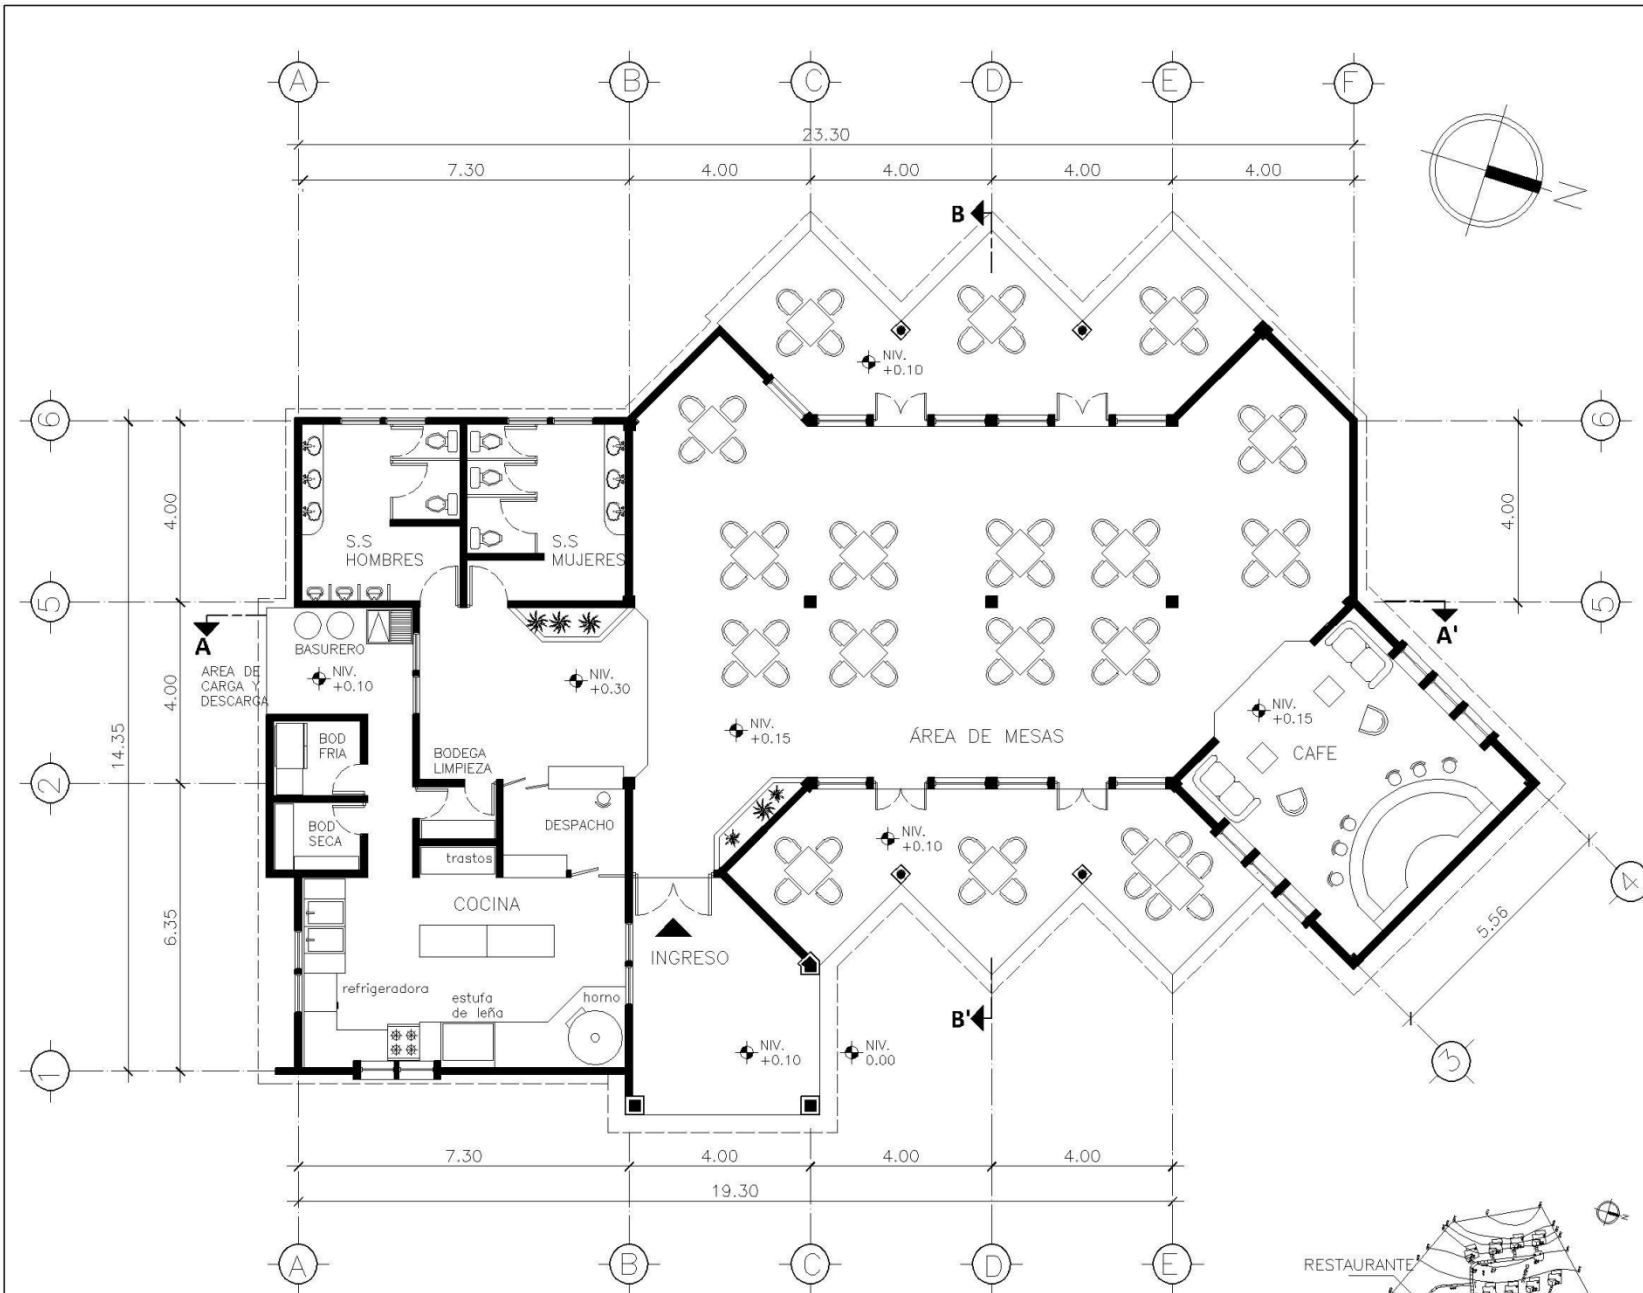 A B C D E F
23.30
7.30 4.00 4.00 4.00 4.00
N
B
NIV.
+0.10
6 6
4.00 4.00
S.S
HOMBRES
S.S
MUJERES
5 5
A A'
BASURERO
NIV.
+0.10
AREA DE
CARGA Y
DESCARGA
NIV.
+0.30
NIV.
+0.15
ÁREA DE MESAS
NIV.
+0.15
CAFE
4.00
14.35
BOD
FRIA
BODEGA
LIMPIEZA
2
BOD
SECA
DESPACHO
NIV.
+0.10
trastos
4
COCINA
6.35
INGRESO
5.56
refrigeradora
estufa
de leña
horno
B'
NIV.
+0.10
NIV.
0.00
3
1
7.30 4.00 4.00 4.00
19.30
A B C D E
RESTAURANTE
N